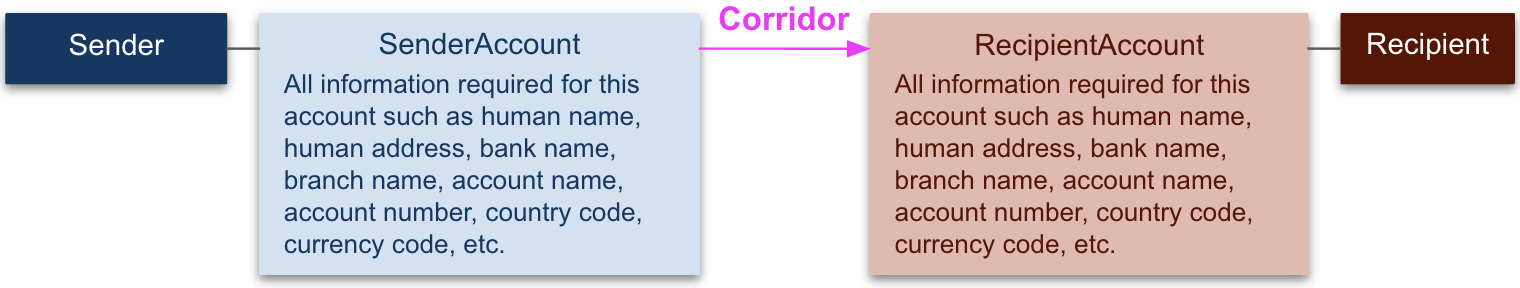 Sender
SenderAccount
All information required for this
account such as human name,
human address, bank name,
branch name, account name,
account number, country code,
currency code, etc.
Corridor
RecipientAccount
All information required for this
account such as human name,
human address, bank name,
branch name, account name,
account number, country code,
currency code, etc.
Recipient